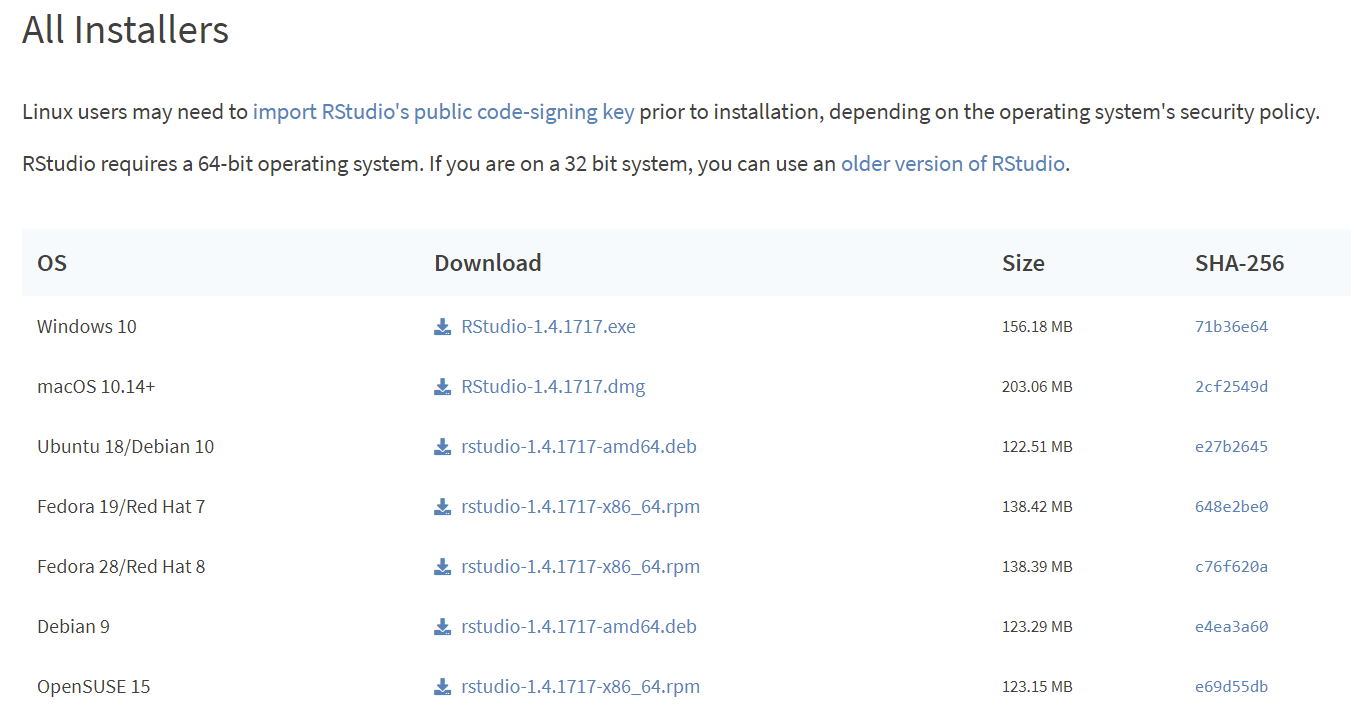 All Installers
Linux users may need to import RStudio's public code-signing key prior to installation, depending on the operating system's security policy.
RStudio requires a 64-bit operating system. If you are on a 32 bit system, you can use an older version of RStudio.
OS Download Size SHA-256
Windows 10 RStudio-1.4.1717.exe 156.18 MB 71b36e64
macOS 10.14+ RStudio-1.4.1717.dmg 203.06 MB 2cf2549d
Ubuntu 18/Debian 10 rstudio-1.4.1717-amd64.deb 122.51 MB e27b2645
Fedora 19/Red Hat 7 rstudio-1.4.1717-x86_64.rpm 138.42 MB 648e2be0
Fedora 28/Red Hat 8 rstudio-1.4.1717-x86_64.rpm 138.39 MB c76f620a
Debian 9 rstudio-1.4.1717-amd64.deb 123.29 MB e4ea3a60
OpenSUSE 15 rstudio-1.4.1717-x86_64.rpm 123.15 MB e69d55db